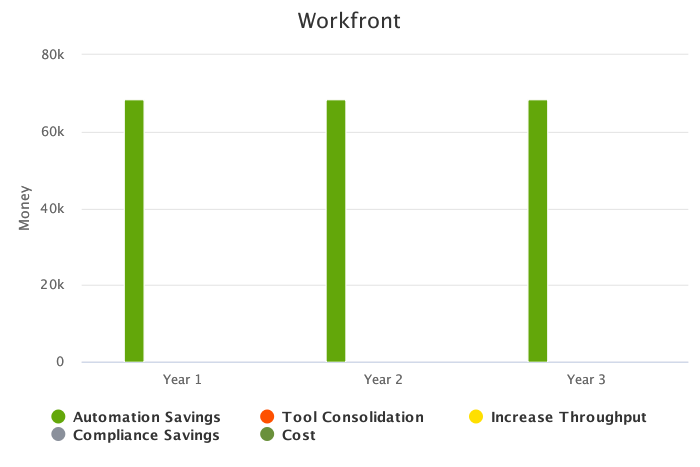 Workfront
80k
60k
40k
20k
0
Money
Year 1
Year 2
Year 3
Automation Savings
Tool Consolidation
Increase Throughput
Compliance Savings
Cost